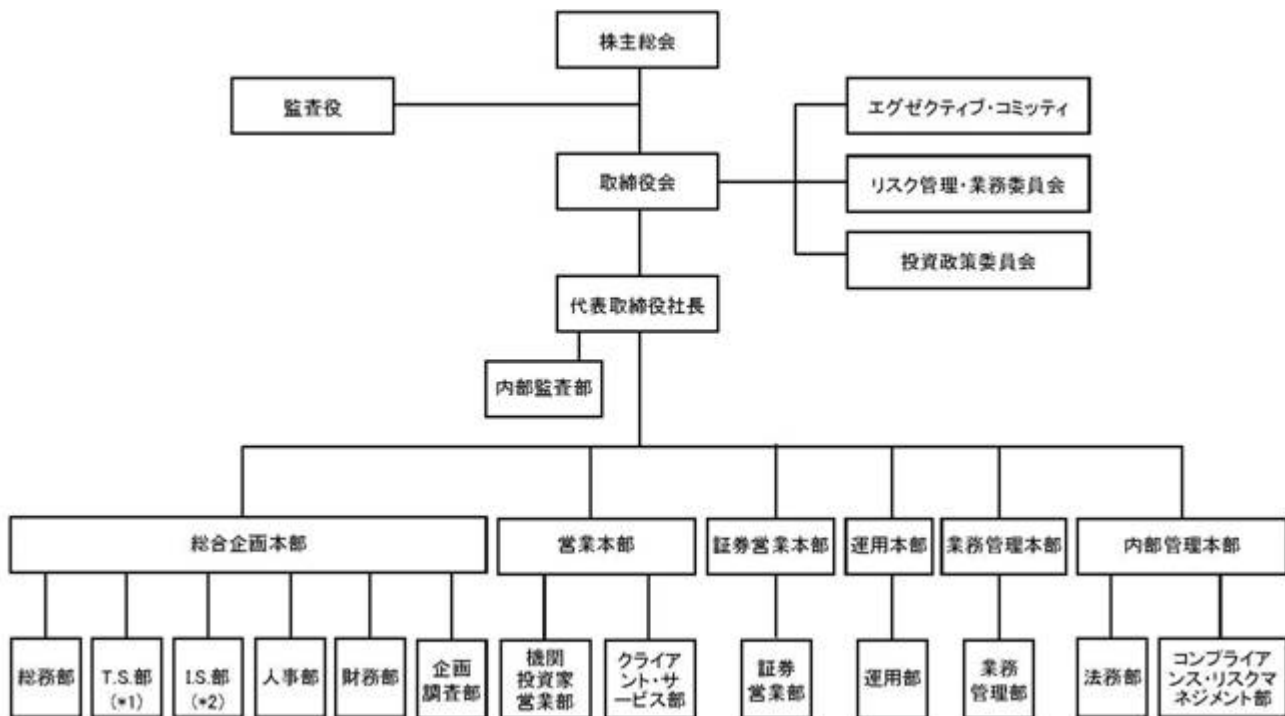 株主総会
監査役
エグゼクティブ・コミッティ
取締役会
リスク管理・業務委員会
投資政策委員会
代表取締役社長
内部監査部
総合企画本部
営業本部
証券営業本部
運用本部
業務管理本部
内部管理本部
総務部
T.S.部
(*1)
I.S.部
(*2)
人事部
財務部
企画
調査部
機関
投資家
営業部
クライア
ント・サ
ービス部
証券
営業部
運用部
業務
管理部
法務部
コンプライア
ンス・リスクマ
ネジメント部